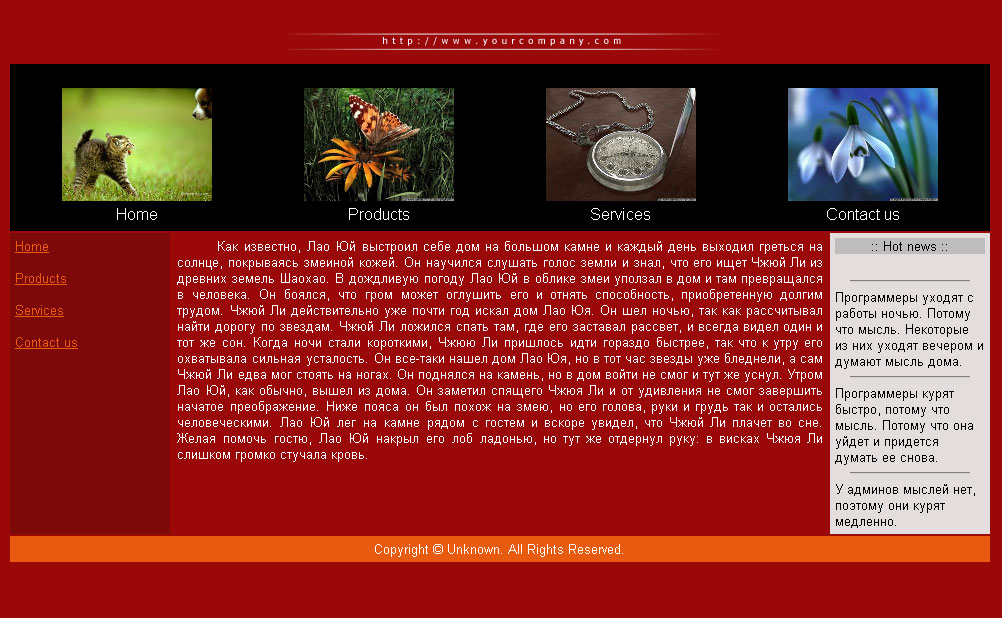 http://www.yourcompany.com
Home
Products
Services
Contact us
Home
Products
Services
Contact us
Как известно, Лао Юй выстроил себе дом на большом камне и каждый день выходил греться на
солнце, покрываясь змеиной кожей. Он научился слушать голос земли и знал, что его ищет Чжюй Ли из
древних земель Шаохао. В дождливую погоду Лао Юй в облике змеи уползал в дом и там превращался
в человека. Он боялся, что гром может оглушить его и отнять способность, приобретенную долгим
трудом. Чжюй Ли действительно уже почти год искал дом Лао Юя. Он шел ночью, так как рассчитывал
найти дорогу по звездам. Чжюй Ли ложился спать там, где его заставал рассвет, и всегда видел один и
тот же сон. Когда ночи стали короткими, Чжюю Ли пришлось идти гораздо быстрее, так что к утру его
охватывала сильная усталость. Он все-таки нашел дом Лао Юя, но в тот час звезды уже бледнели, а сам
Чжюй Ли едва мог стоять на ногах. Он поднялся на камень, но в дом войти не смог и тут же уснул. Утром
Лао Юй, как обычно, вышел из дома. Он заметил спящего Чжюя Ли и от удивления не смог завершить
начатое преображение. Ниже пояса он был похож на змею, но его голова, руки и грудь так и остались
человеческими. Лао Юй лег на камне рядом с гостем и вскоре увидел, что Чжюй Ли плачет во сне.
Желая помочь гостю, Лао Юй накрыл его лоб ладонью, но тут же отдернул руку: в висках Чжюя Ли
слишком громко стучала кровь.
:: Hot news ::
Программеры уходят с
работы ночью. Потому
что мысль. Некоторые
из них уходят вечером и
думают мысль дома.
Программеры курят
быстро, потому что
мысль. Потому что она
уйдет и придется
думать ее снова.
У админов мыслей нет,
поэтому они курят
медленно.
Copyright © Unknown. All Rights Reserved.